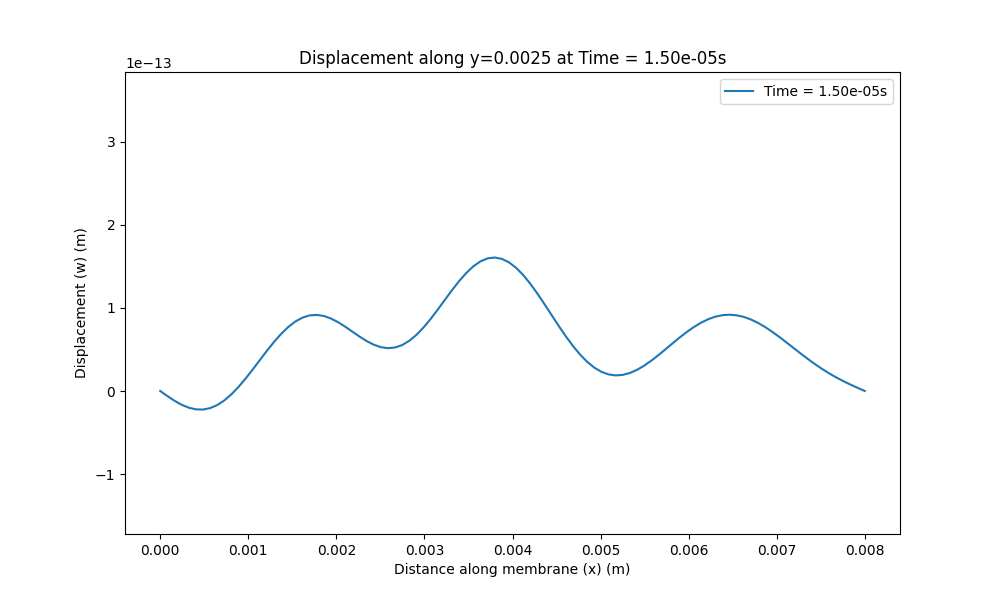 Displacement along y=0.0025 at Time = 1.50e-05s
1e−13
Time = 1.50e-05s
3
2
1
0
−1
Displacement (w) (m)
0.000 0.001 0.002 0.003 0.004 0.005 0.006 0.007 0.008
Distance along membrane (x) (m)